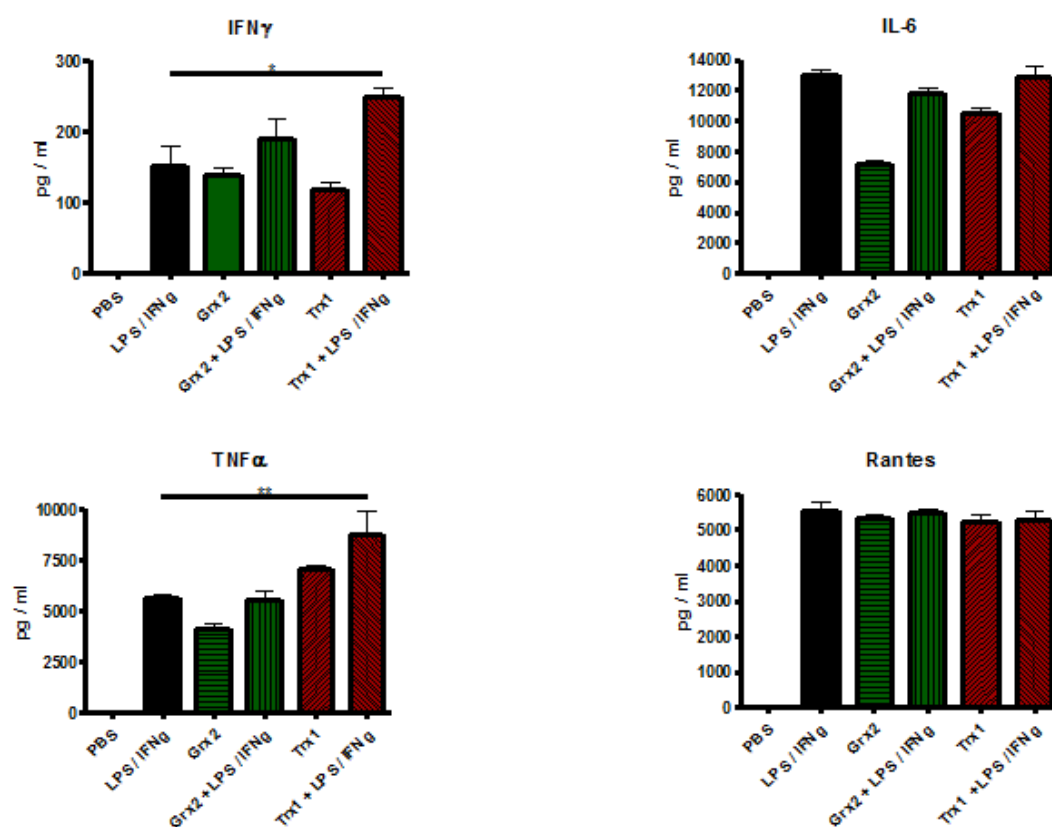 IFNγ
*
300
200
100
0
pg / ml
PBS
LPS / IFNg
Grx2
Grx2 + LPS / IFNg
Trx1
Trx1 + LPS / IFNg
IL-6
14000
12000
10000
8000
6000
4000
2000
0
pg / ml
PBS
LPS / IFNg
Grx2
Grx2 + LPS / IFNg
Trx1
Trx1 + LPS / IFNg
TNFα
**
10000
7500
5000
2500
0
pg / ml
PBS
LPS / IFNg
Grx2
Grx2 + LPS / IFNg
Trx1
Trx1 + LPS / IFNg
Rantes
6000
5000
4000
3000
2000
1000
0
pg / ml
PBS
LPS / IFNg
Grx2
Grx2 + LPS / IFNg
Trx1
Trx1 + LPS / IFNg